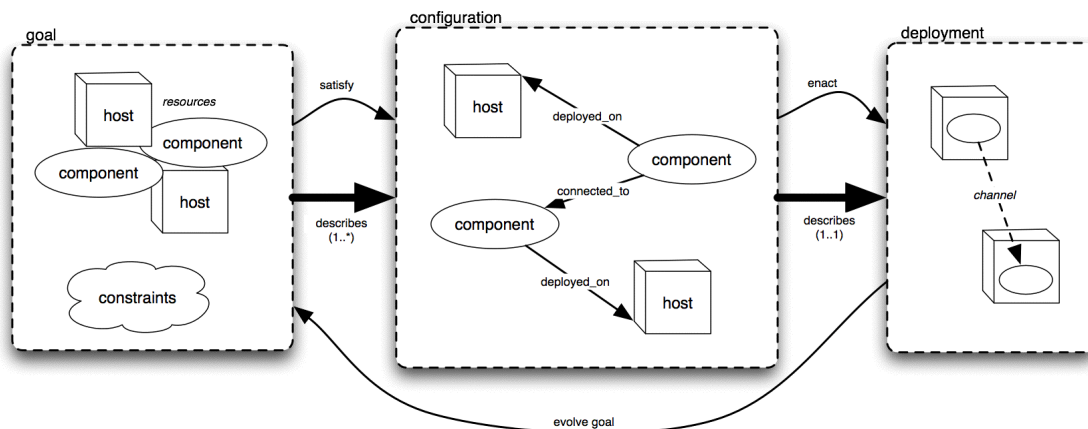 goal
resources
host
component
component
host
constraints
satisfy
describes
(1..*)
configuration
host
deployed_on
component
connected_to
component
deployed_on
host
enact
describes
(1..1)
deployment
channel
evolve goal